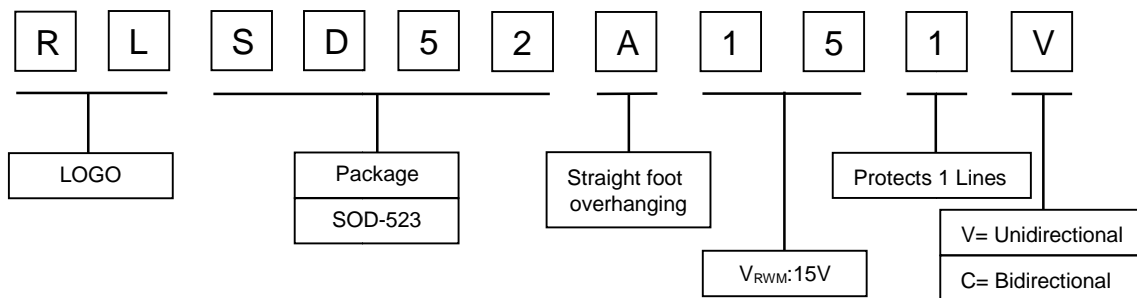 R L S D 5 2 A 1 5 1 V
LOGO
Package
SOD-523
Straight foot
overhanging
VRWM:15V
Protects 1 Lines
V= Unidirectional
C= Bidirectional